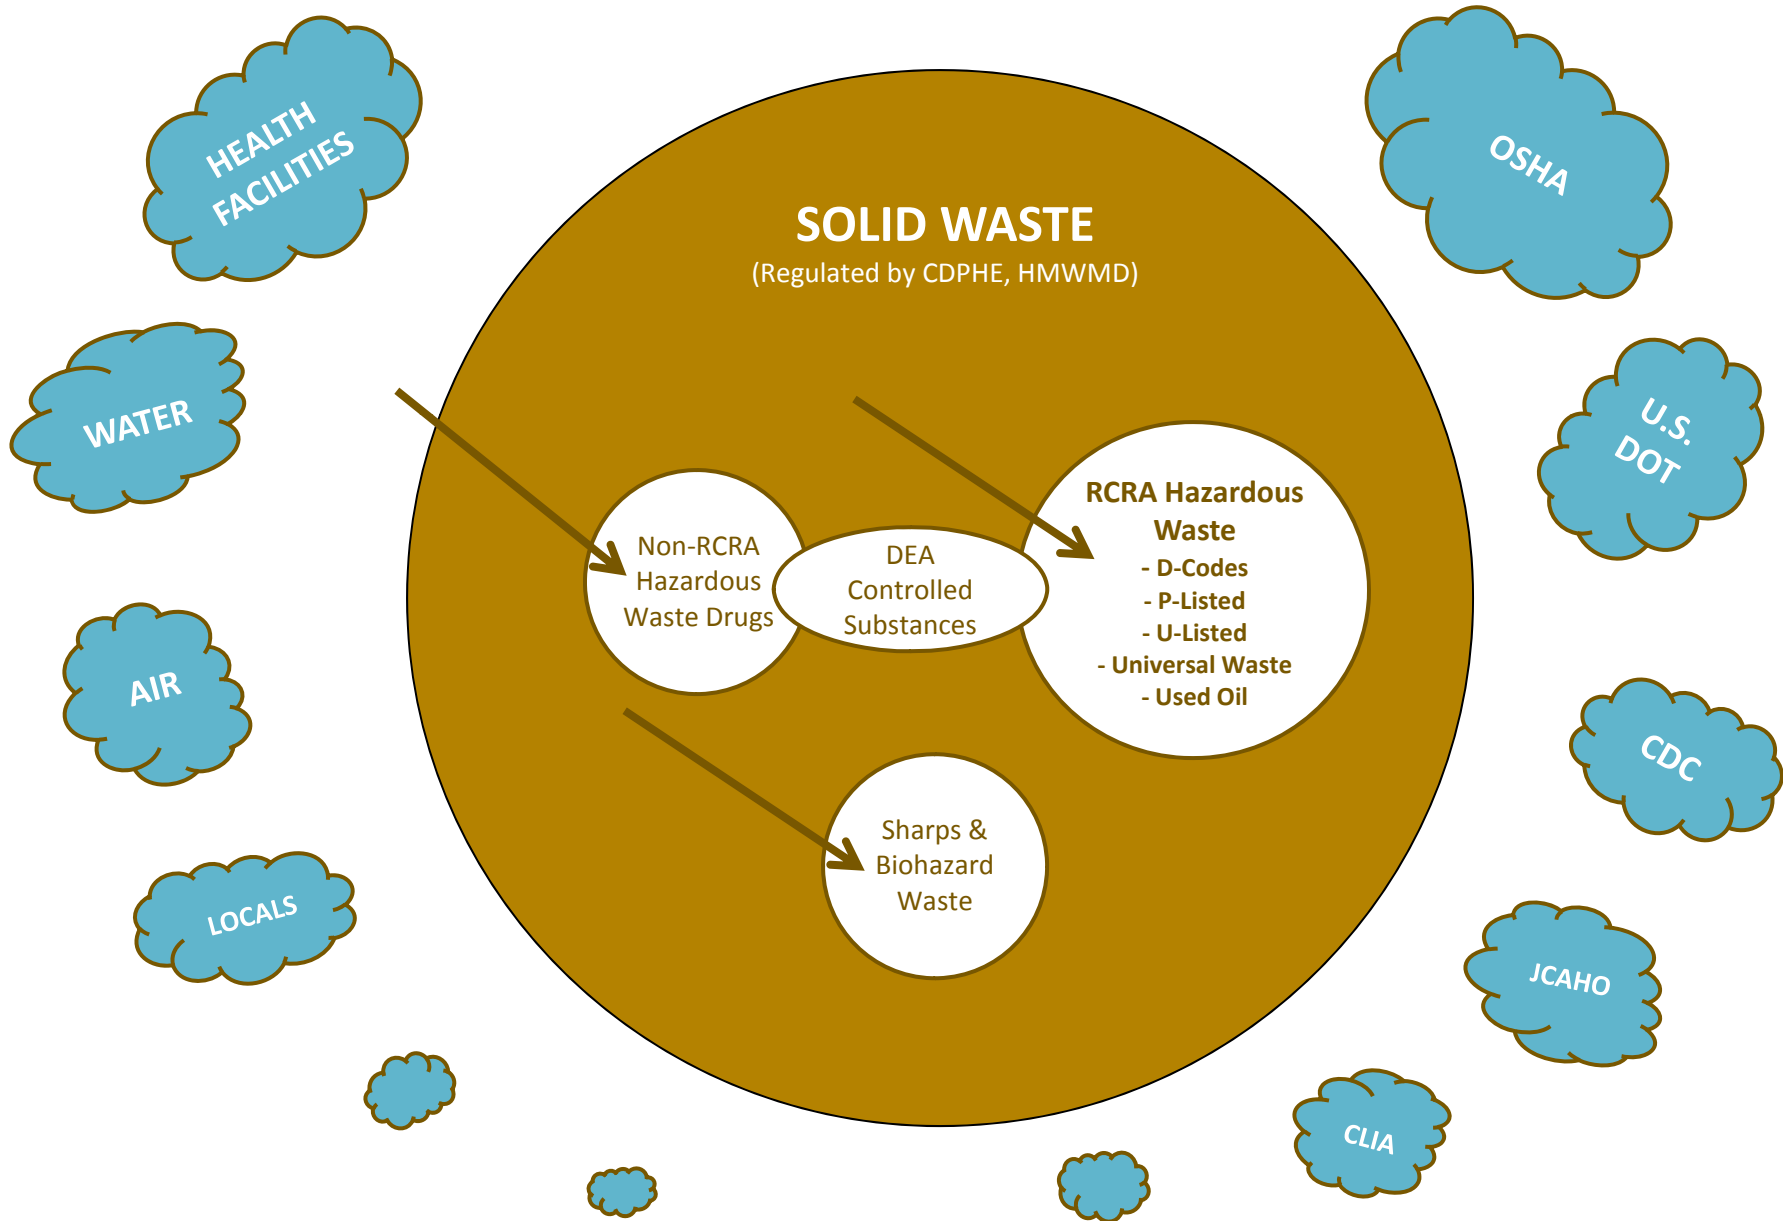 HEALTH
FACILITIES
OSHA
SOLID WASTE
(Regulated by CDPHE, HMWMD)
WATER
U.S.
DOT
RCRA Hazardous
Waste
- D-Codes
- P-Listed
- U-Listed
- Universal Waste
- Used Oil
Non-RCRA
Hazardous
Waste Drugs
DEA
Controlled
Substances
AIR
CDC
Sharps &
Biohazard
Waste
LOCALS
JCAHO
CLIA